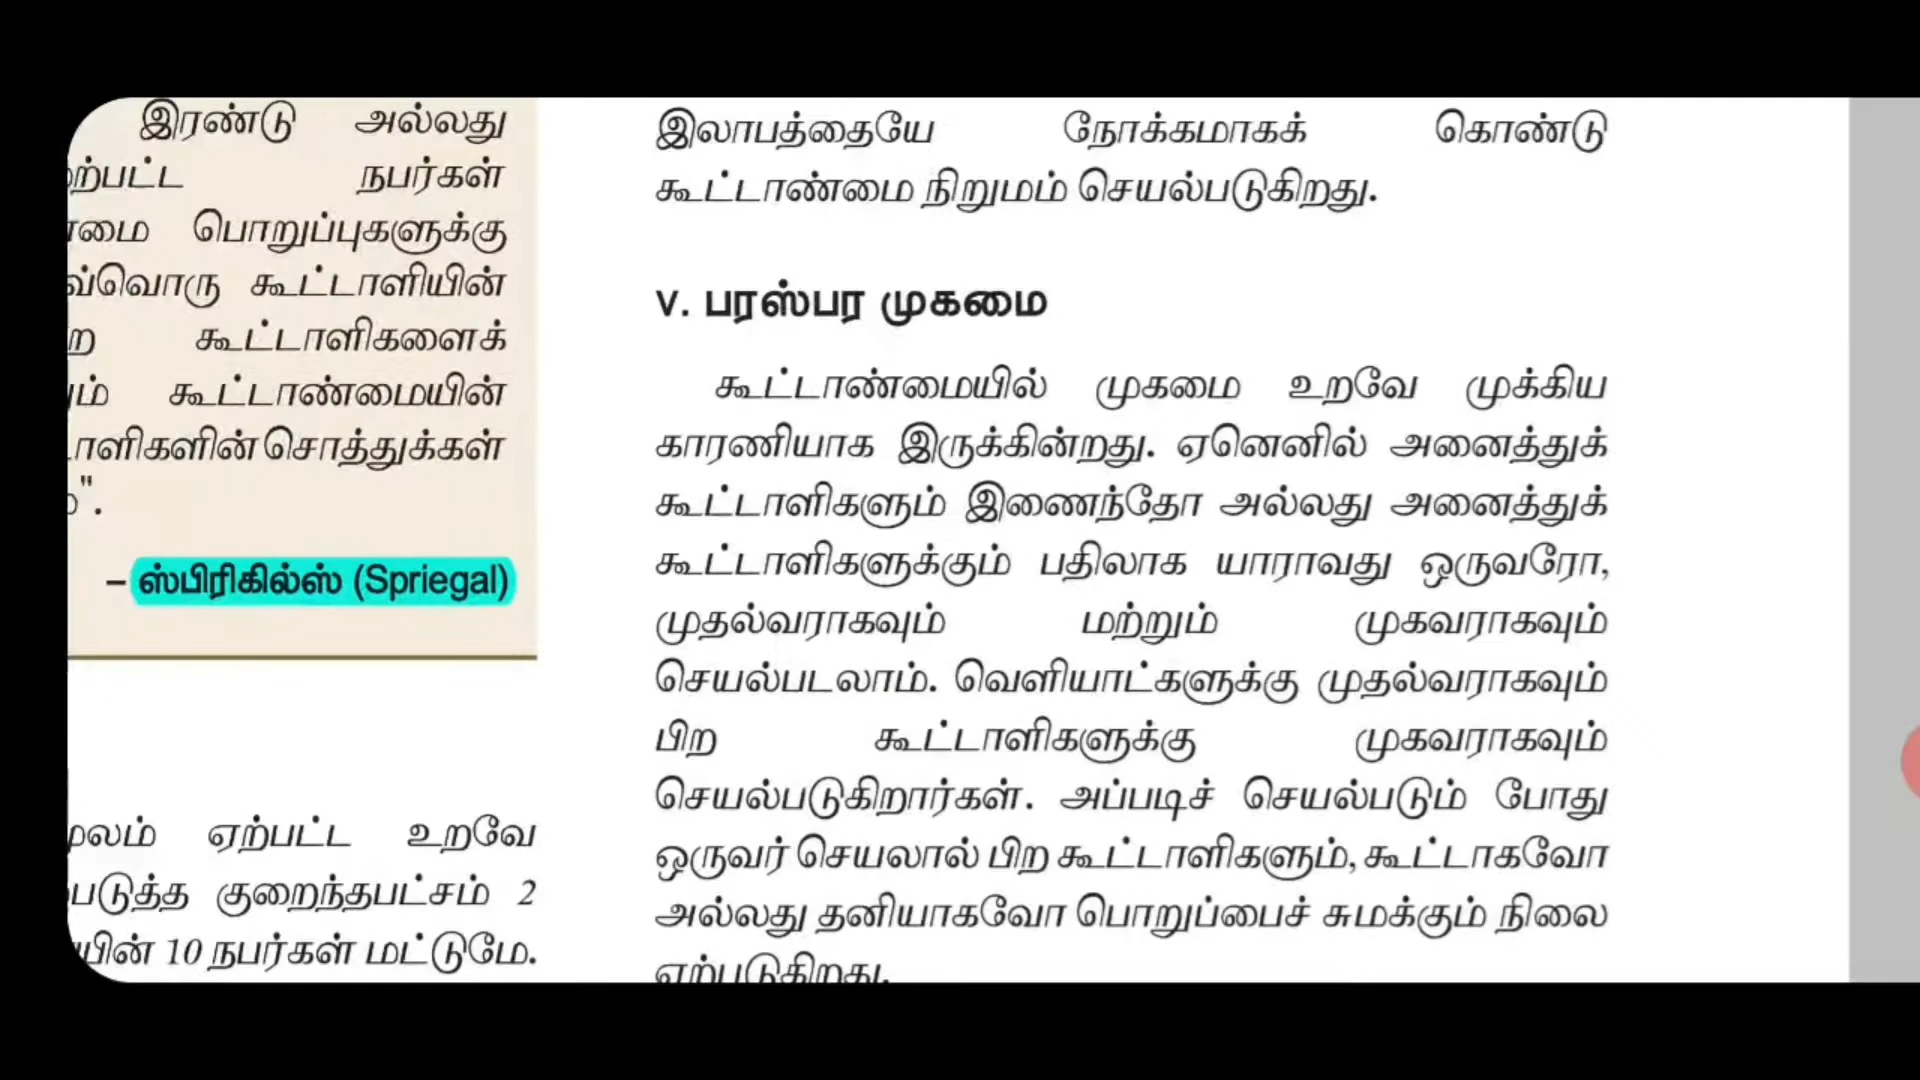 இரண்டு அல்லது
நபர்கள்
பொறுப்புகளுக்கு
கூட்டாளியின்
கூட்டாளிகளைக்
கூட்டாண்மையின்
சொத்துக்கள்
– ஸ்பிரிகில்ஸ் (Spriegal)
ஏற்பட்ட உறவே
குறைந்தபட்சம் 2
10 நபர்கள் மட்டுமே.
இலாபத்தையே நோக்கமாகக் கொண்டு
கூட்டாண்மை நிறுமம் செயல்படுகிறது.
V. பரஸ்பர முகமை
கூட்டாண்மையில் முகமை உறவே முக்கிய
காரணியாக இருக்கின்றது. ஏனெனில் அனைத்துக்
கூட்டாளிகளும் இணைந்தோ அல்லது அனைத்துக்
கூட்டாளிகளுக்கும் பதிலாக யாராவது ஒருவரோ,
முதல்வராகவும் மற்றும் முகவராகவும்
செயல்படலாம். வெளியாட்களுக்கு முதல்வராகவும்
பிற கூட்டாளிகளுக்கு முகவராகவும்
செயல்படுகிறார்கள். அப்படிச் செயல்படும் போது
ஒருவர் செயலால் பிற கூட்டாளிகளும், கூட்டாகவோ
அல்லது தனியாகவோ பொறுப்பைச் சுமக்கும் நிலை
ஏற்படுகிறது.